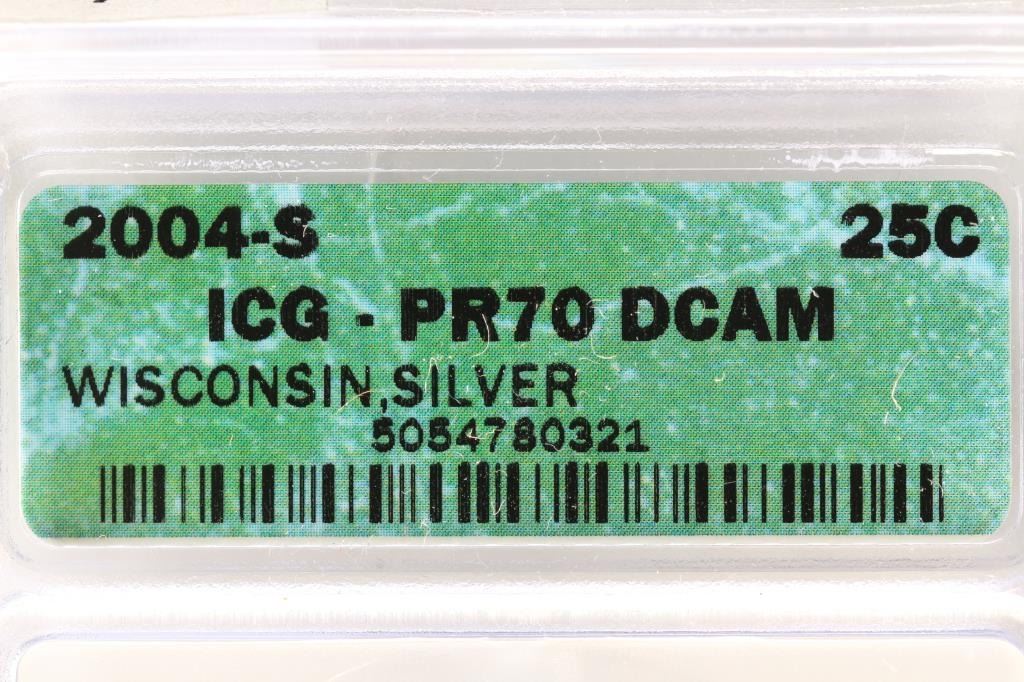 2004-S 25C
ICG - PR70 DCAM
WISCONSIN,SILVER
5054780321